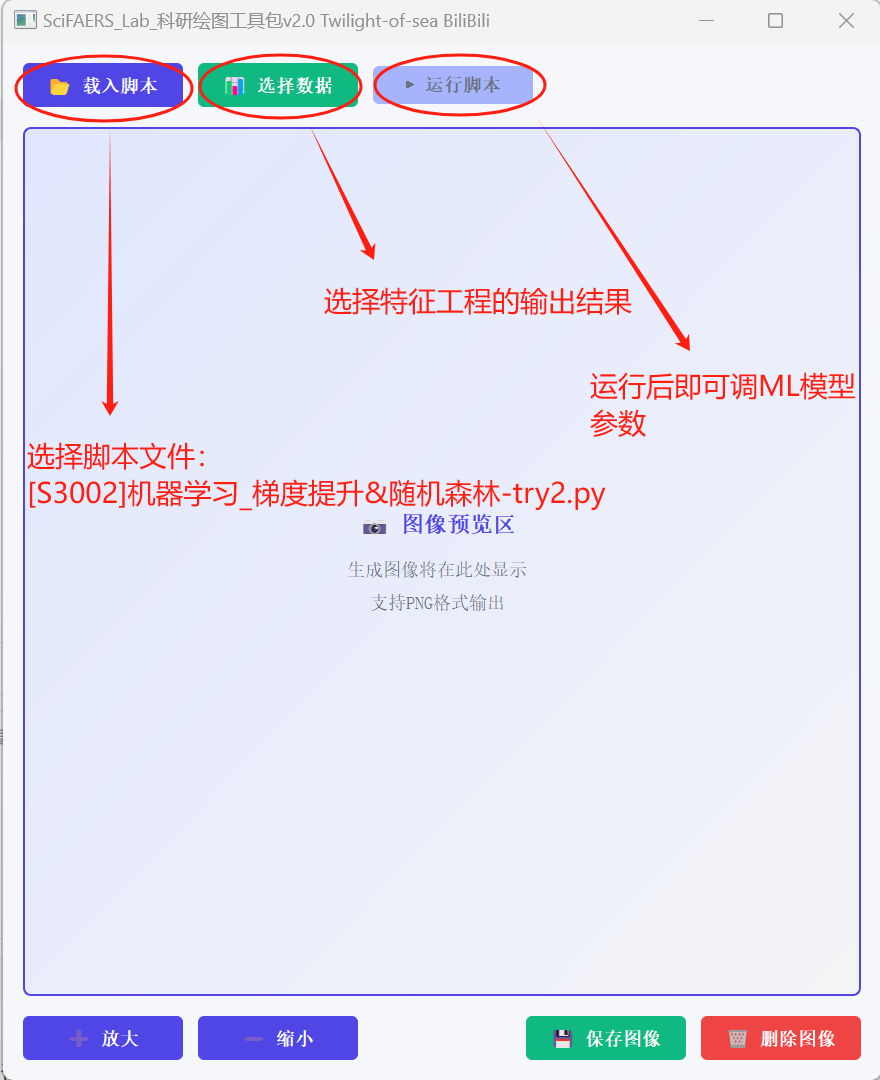 SciFAERS_Lab_科研绘图工具包v2.0 Twilight-of-sea BiliBili
载入脚本
选择数据
运行脚本
选择特征工程的输出结果
运行后即可调ML模型
参数
选择脚本文件：
[S3002]机器学习_梯度提升&随机森林-try2.py
图像预览区
生成图像将在此处显示
支持PNG格式输出
放大
缩小
保存图像
删除图像